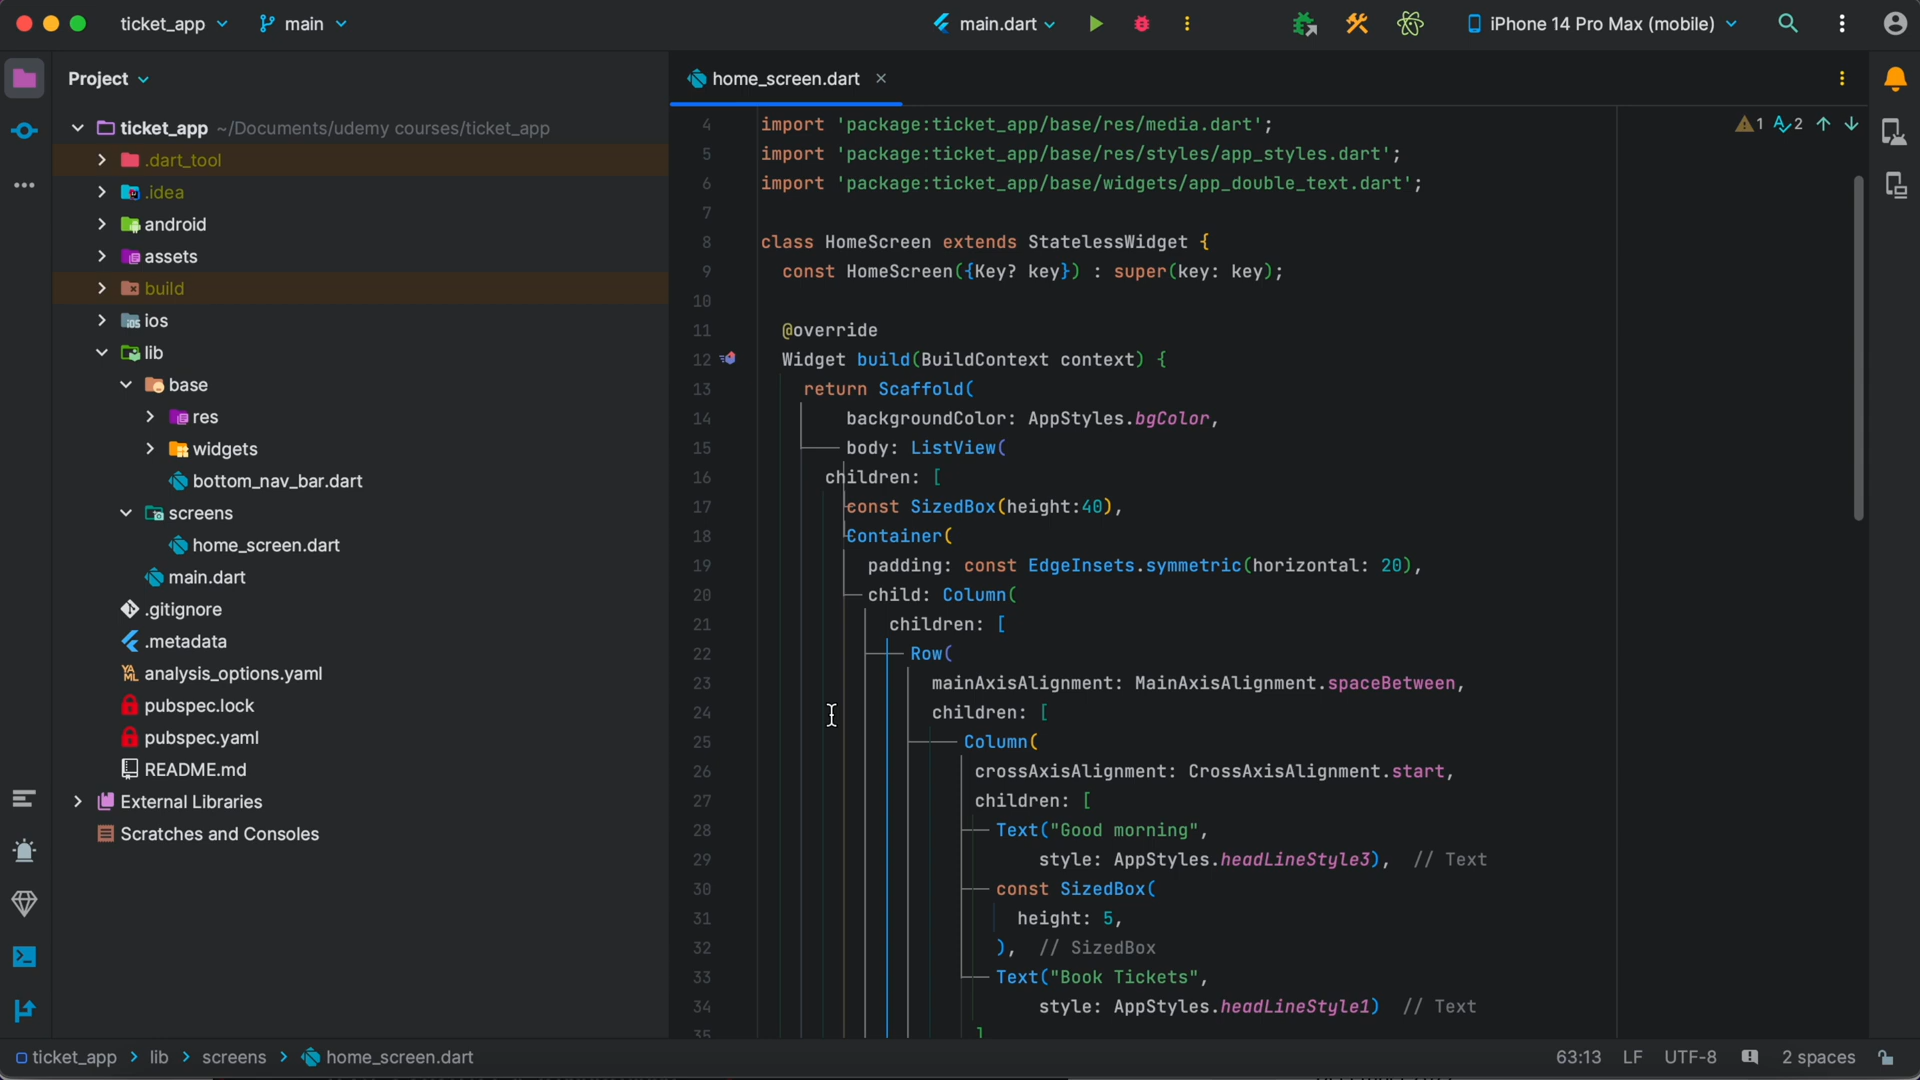 ticket_app
main
main.dart
iPhone 14 Pro Max (mobile)
Project
home_screen.dart
ticket_app ~/Documents/udemy courses/ticket_app
.dart_tool
.idea
android
assets
build
ios
lib
base
res
widgets
bottom_nav_bar.dart
screens
home_screen.dart
main.dart
.gitignore
.metadata
analysis_options.yaml
pubspec.lock
pubspec.yaml
README.md
External Libraries
Scratches and Consoles
1 2
4 import 'package:ticket_app/base/res/media.dart';
5 import 'package:ticket_app/base/res/styles/app_styles.dart';
6 import 'package:ticket_app/base/widgets/app_double_text.dart';
7
8 class HomeScreen extends StatelessWidget {
9 const HomeScreen({Key? key}) : super(key: key);
10
11 @override
12 Widget build(BuildContext context) {
13 return Scaffold(
14 backgroundColor: AppStyles.bgColor,
15 body: ListView(
16 children: [
17 const SizedBox(height:40),
18 Container(
19 padding: const EdgeInsets.symmetric(horizontal: 20),
20 child: Column(
21 children: [
22 Row(
23 mainAxisAlignment: MainAxisAlignment.spaceBetween,
24 children: [
25 Column(
26 crossAxisAlignment: CrossAxisAlignment.start,
27 children: [
28 Text("Good morning",
29 style: AppStyles.headLineStyle3), // Text
30 const SizedBox(
31 height: 5,
32 ), // SizedBox
33 Text("Book Tickets",
34 style: AppStyles.headLineStyle1) // Text
35 ]
ticket_app > lib > screens > home_screen.dart
63:13 LF UTF-8 2 spaces